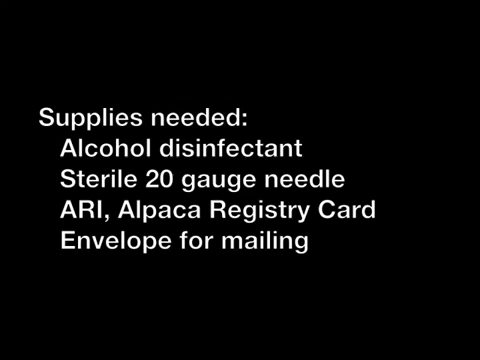 Supplies needed:
Alcohol disinfectant
Sterile 20 gauge needle
ARI, Alpaca Registry Card
Envelope for mailing